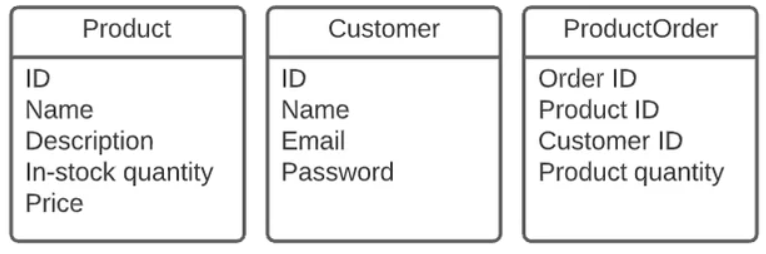 Product
ID
Name
Description
In-stock quantity
Price
Customer
ID
Name
Email
Password
ProductOrder
Order ID
Product ID
Customer ID
Product quantity